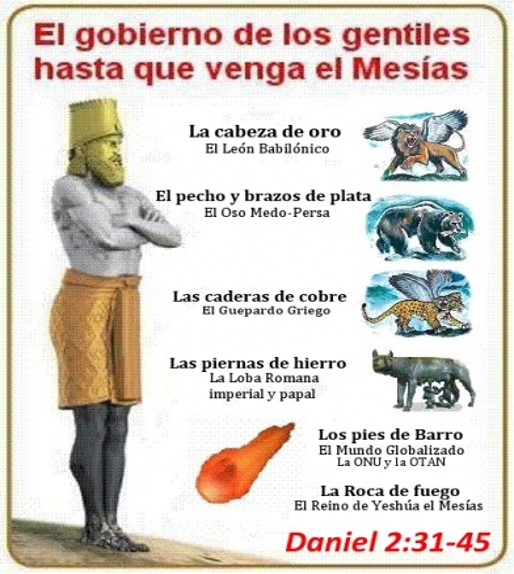 El gobierno de los gentiles
hasta que venga el Mesías
La cabeza de oro
El León Babilónico
El pecho y brazos de plata
El Oso Medo-Persa
Las caderas de cobre
El Guepardo Griego
Las piernas de hierro
La Loba Romana
imperial y papal
Los pies de Barro
El Mundo Globalizado
La ONU y la OTAN
La Roca de fuego
El Reino de Yeshúa el Mesías
Daniel 2:31-45